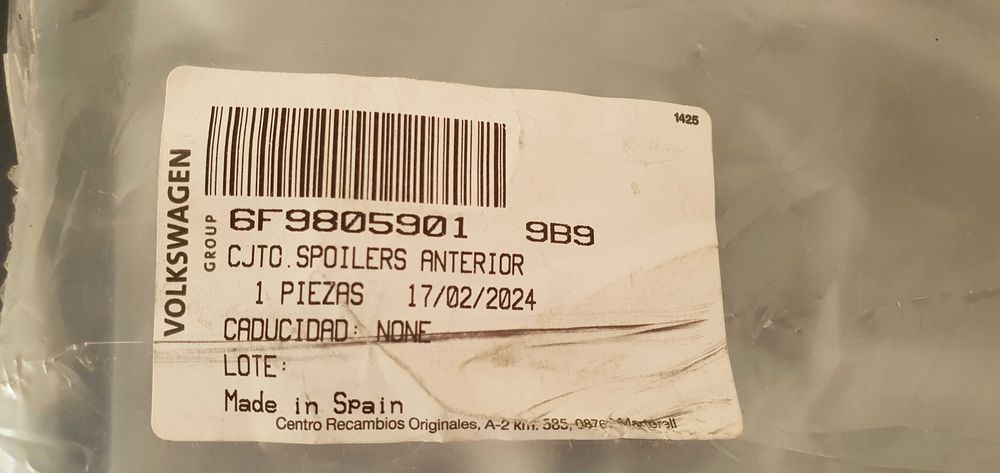 1425
VOLKSWAGEN
GROUP
6F9805901 9B9
CJTO.SPOILERS ANTERIOR
1 PIEZAS 17/02/2024
CADUCIDAD: NONE
LOTE:
Made in Spain
Centro Recambios Originales, A-2 km. 585,